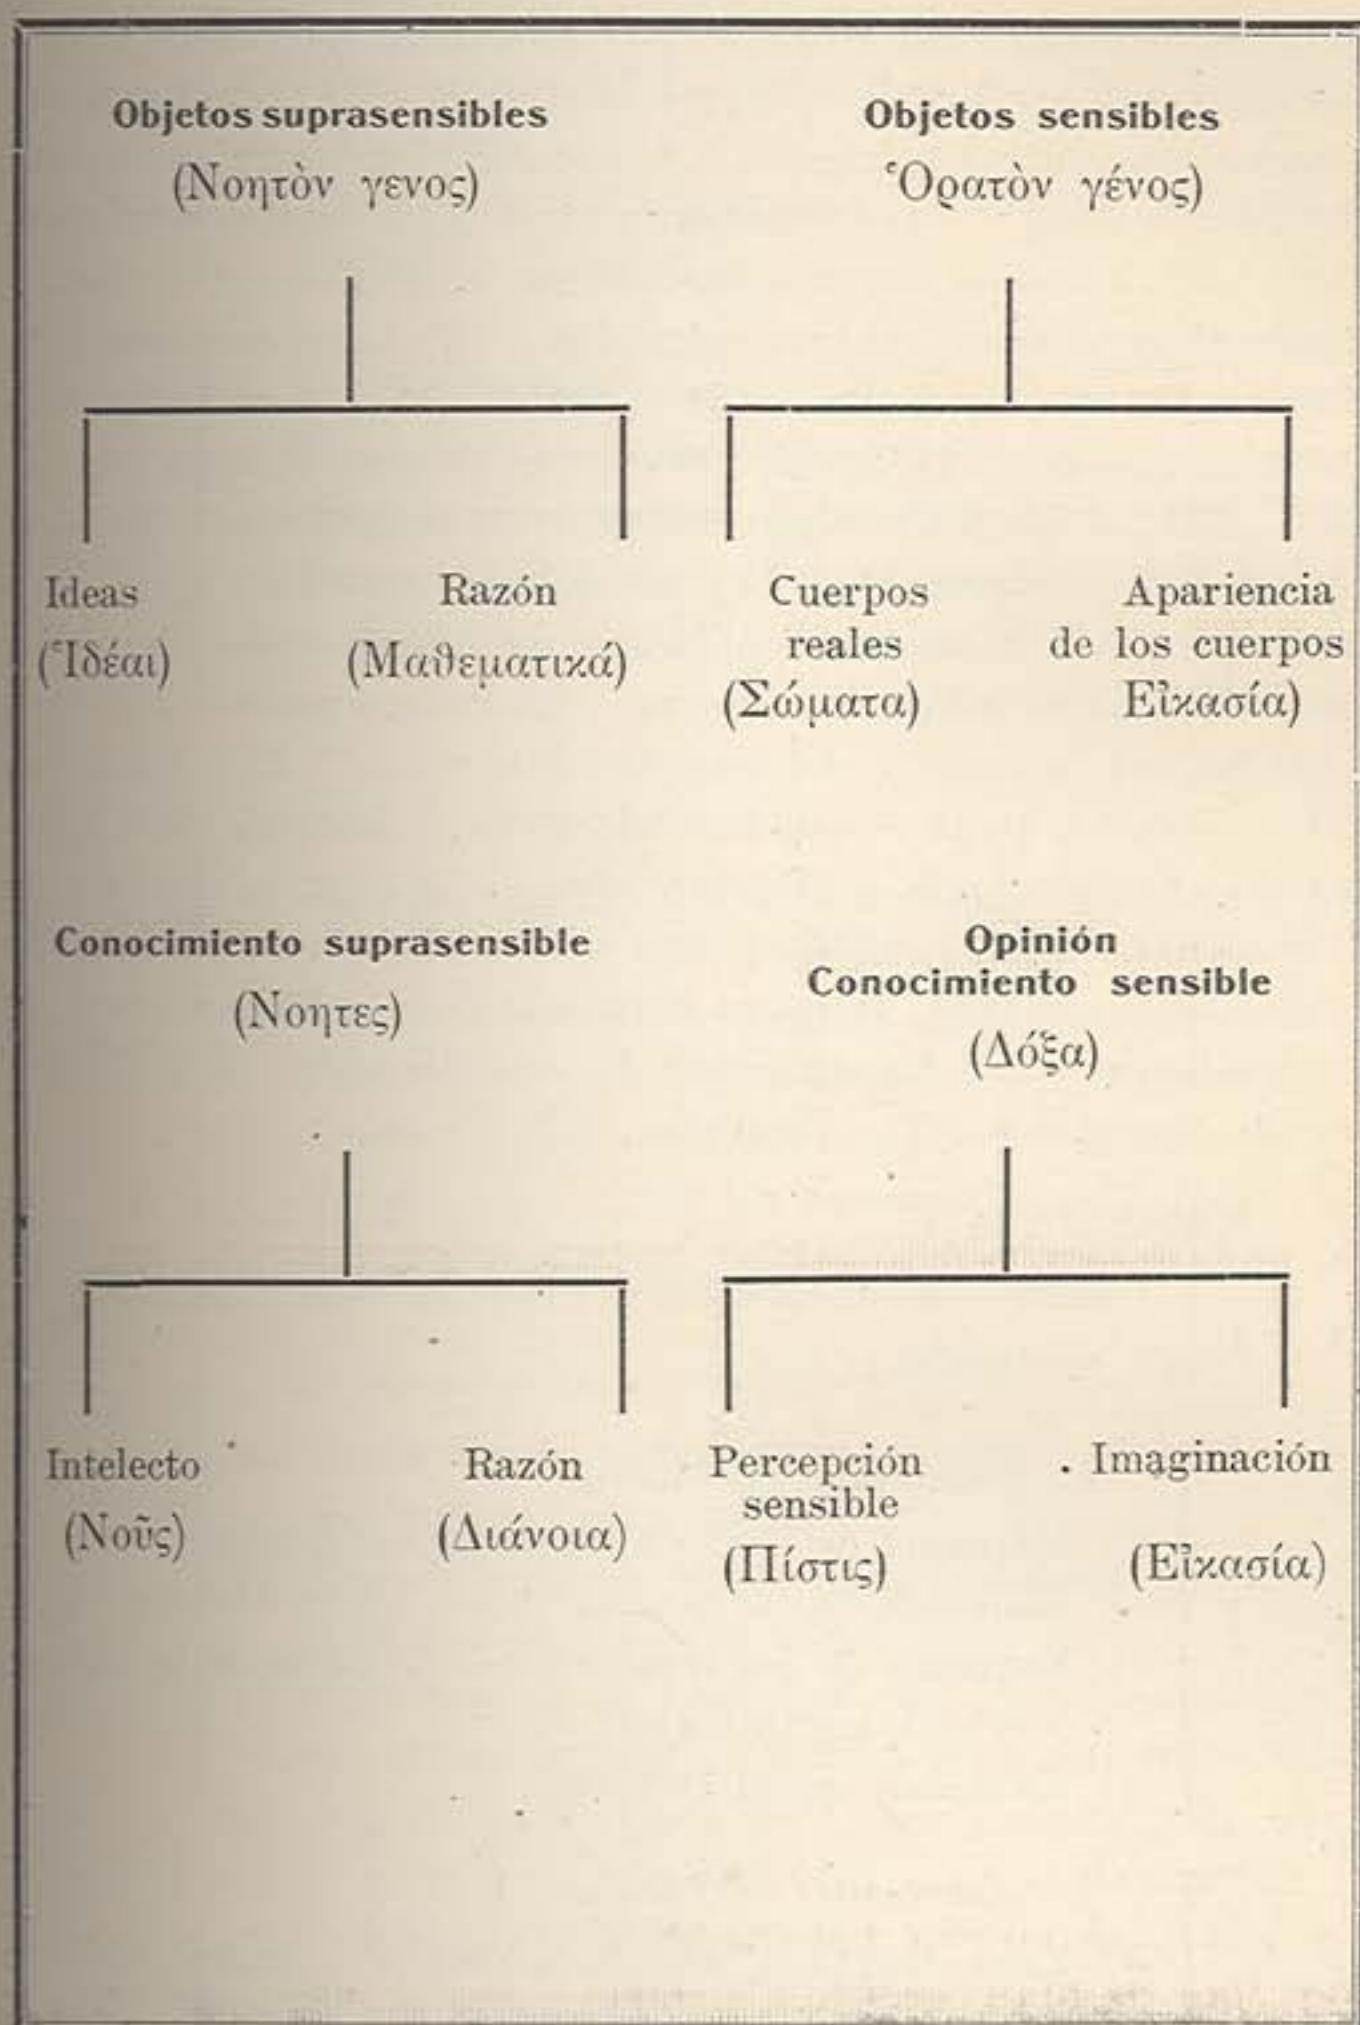 Objetos suprasensibles
(Νοητὸν γενος)
Objetos sensibles
Ὁρατὸν γένος)
Ideas
(Ἱδέαι)
Razón
(Μαθεματικά)
Cuerpos
reales
(Σώματα)
Apariencia
de los cuerpos
Εἰκασία)
Conocimiento suprasensible
(Νοητες)
Opinión
Conocimiento sensible
(Δόξα)
Intelecto
(Νοῦς)
Razón
(Διάνοια)
Percepción
sensible
(Πίστις)
Imaginación
(Εἰκασία)